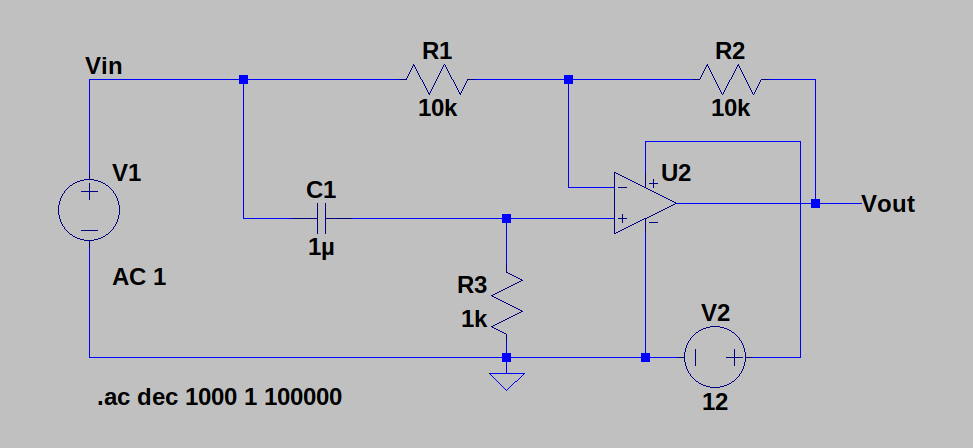 Vin
R1
10k
R2
10k
V1
AC 1
C1
1µ
U2
Vout
R3
1k
V2
12
.ac dec 1000 1 100000